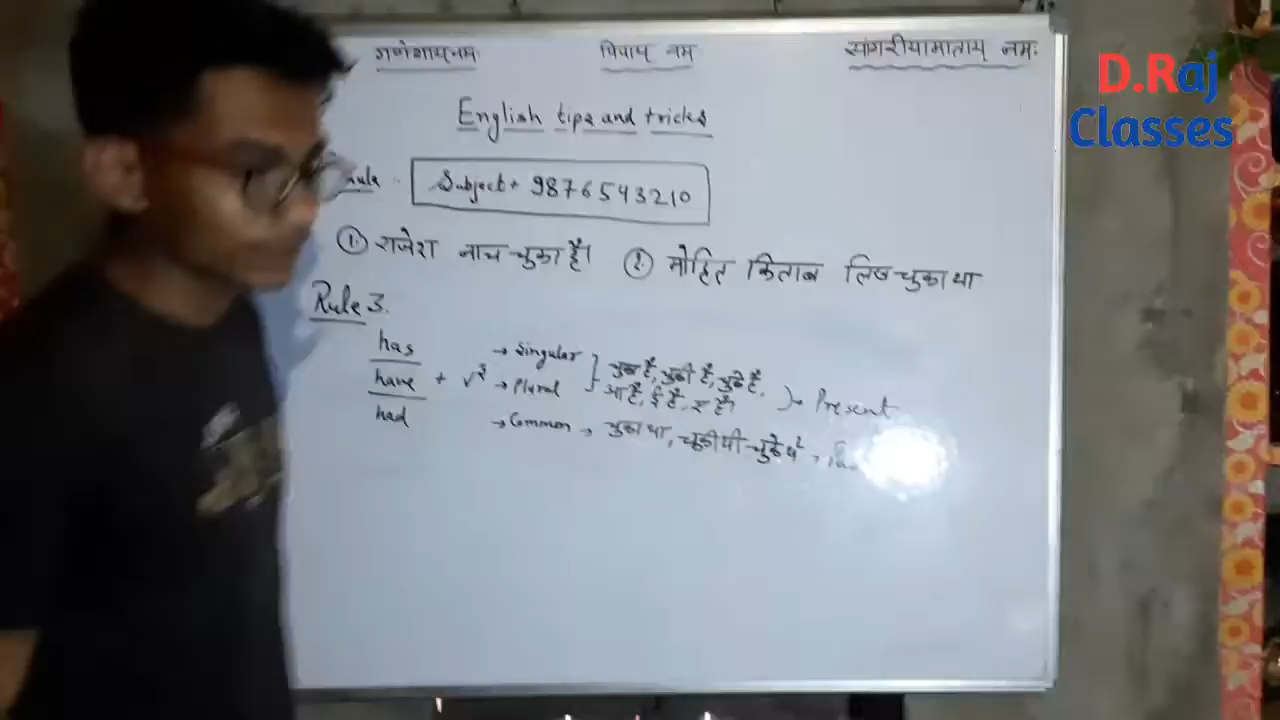 गणेशाय नमः शिवाय नम सांगरीयामाताय नमः
D.Raj
Classes
English tips and tricks
Subject + 9876543210
① राजेश नाच चुका है। ② मोहित किताब लिख चुका था
Rule 3.
has → Singular चुका है, चुकी है, चुके हैं,
have + V³ → Plural आ है, ई है, ए है। Present
had → Common → चुका था, चुकी थी चुके थे →